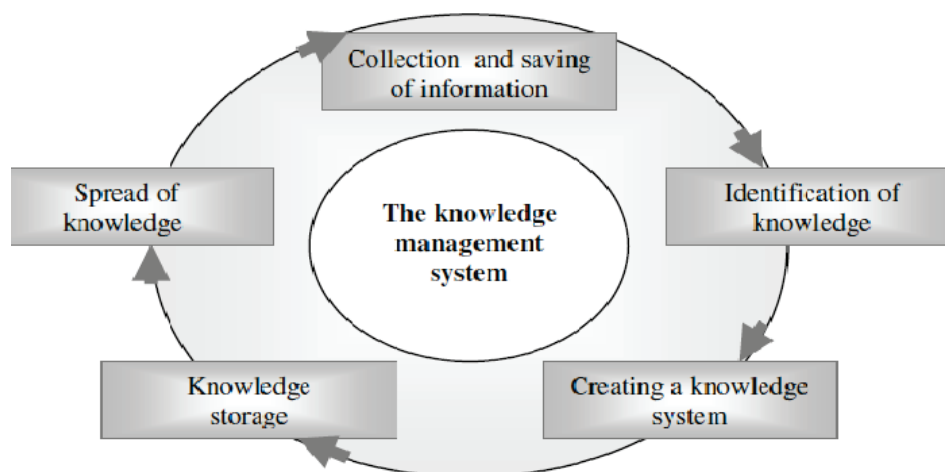 Collection and saving
of information
Identification of
knowledge
Creating a knowledge
system
Knowledge
storage
Spread of
knowledge
The knowledge
management
system